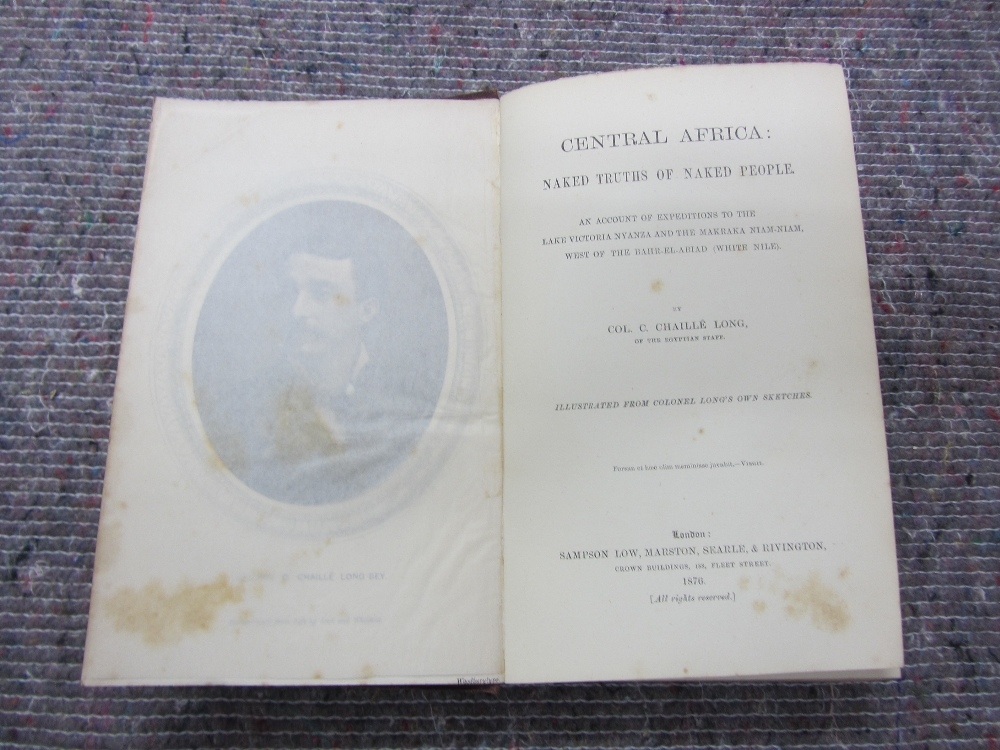 CHAILLÉ LONG BEY
Woodburytype
CENTRAL AFRICA:
NAKED TRUTHS OF NAKED PEOPLE.
AN ACCOUNT OF EXPEDITIONS TO THE
LAKE VICTORIA NYANZA AND THE MAKRAKA NIAM-NIAM,
WEST OF THE BAHR-EL-ABIAD (WHITE NILE).
BY
COL. C. CHAILLÉ LONG,
OF THE EGYPTIAN STAFF.
ILLUSTRATED FROM COLONEL LONG'S OWN SKETCHES.
Forsan et hæc olim meminisse juvabit.—VIRGIL.
London:
SAMPSON LOW, MARSTON, SEARLE, & RIVINGTON,
CROWN BUILDINGS, 188, FLEET STREET.
1876.
[All rights reserved.]